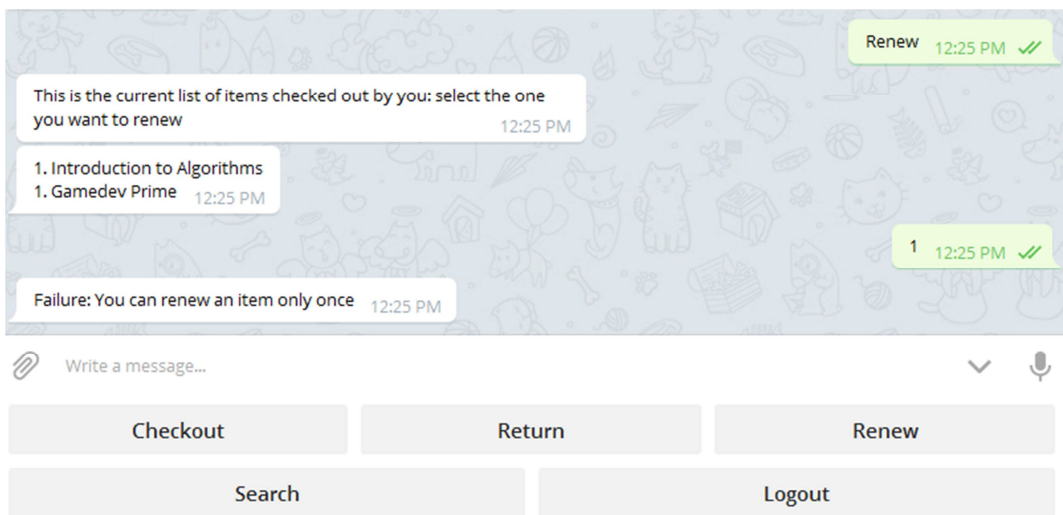 Renew 12:25 PM
This is the current list of items checked out by you: select the one
you want to renew 12:25 PM
1. Introduction to Algorithms
1. Gamedev Prime 12:25 PM
1 12:25 PM
Failure: You can renew an item only once 12:25 PM
Write a message...
Checkout Return Renew
Search Logout